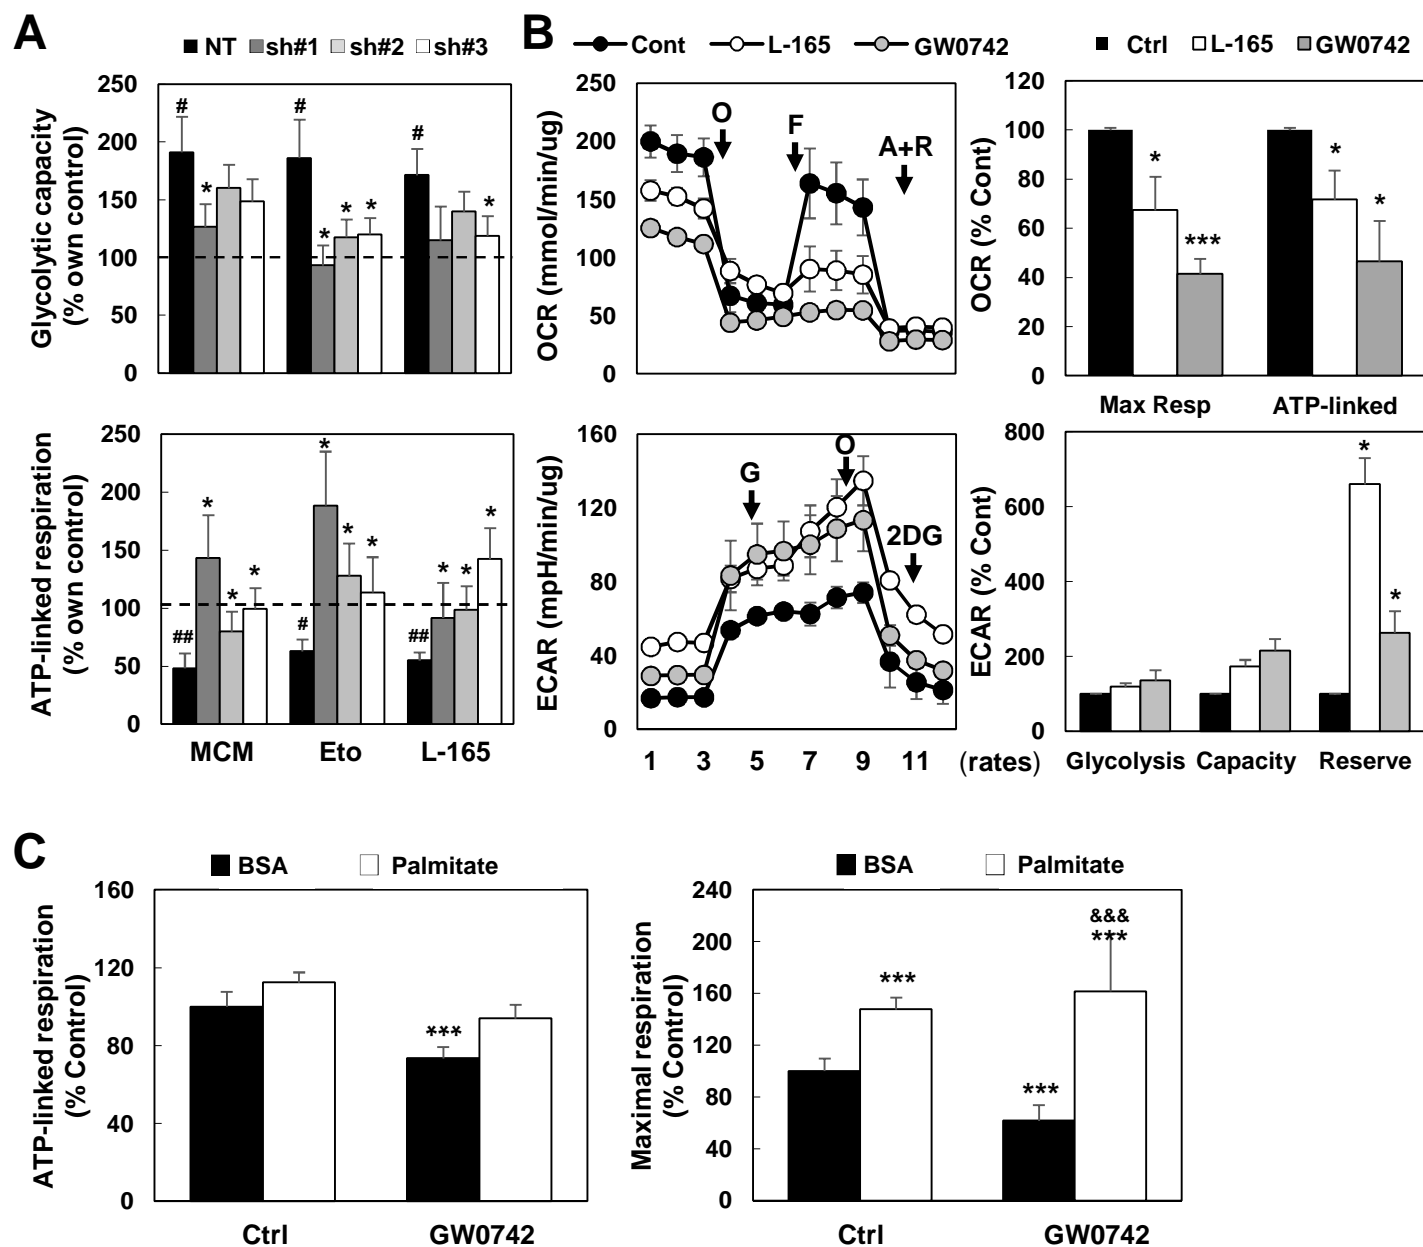 A
NT sh#1 sh#2 sh#3
Glycolytic capacity
(% own control)
250
200
150
100
50
0
# * # * * * # *
ATP-linked respiration
(% own control)
250
200
150
100
50
0
## * * * # * * * ## * * *
MCM Eto L-165
B
Cont L-165 GW0742
OCR (mmol/min/ug)
250
200
150
100
50
0
O F A+R
Ctrl L-165 GW0742
OCR (% Cont)
120
100
80
60
40
20
0
* *** * *
Max Resp ATP-linked
ECAR (mpH/min/ug)
160
120
80
40
0
G O 2DG
1 3 5 7 9 11 (rates)
ECAR (% Cont)
800
600
400
200
0
* *
Glycolysis Capacity Reserve
C
BSA Palmitate
ATP-linked respiration
(% Control)
160
120
80
40
0
***
Ctrl GW0742
BSA Palmitate
Maximal respiration
(% Control)
240
200
160
120
80
40
0
*** *** &&&
***
Ctrl GW0742